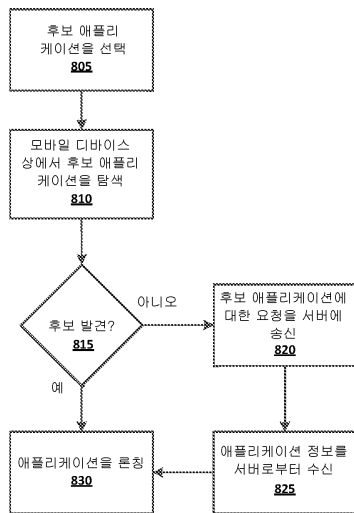 후보 애플리
케이션을 선택
805
모바일 디바이스
상에서 후보 애플리
케이션을 탐색
810
후보 발견?
815
아니오
예
후보 애플리케이션에
대한 요청을 서버에
송신
820
애플리케이션 정보를
서버로부터 수신
825
애플리케이션을 론칭
830